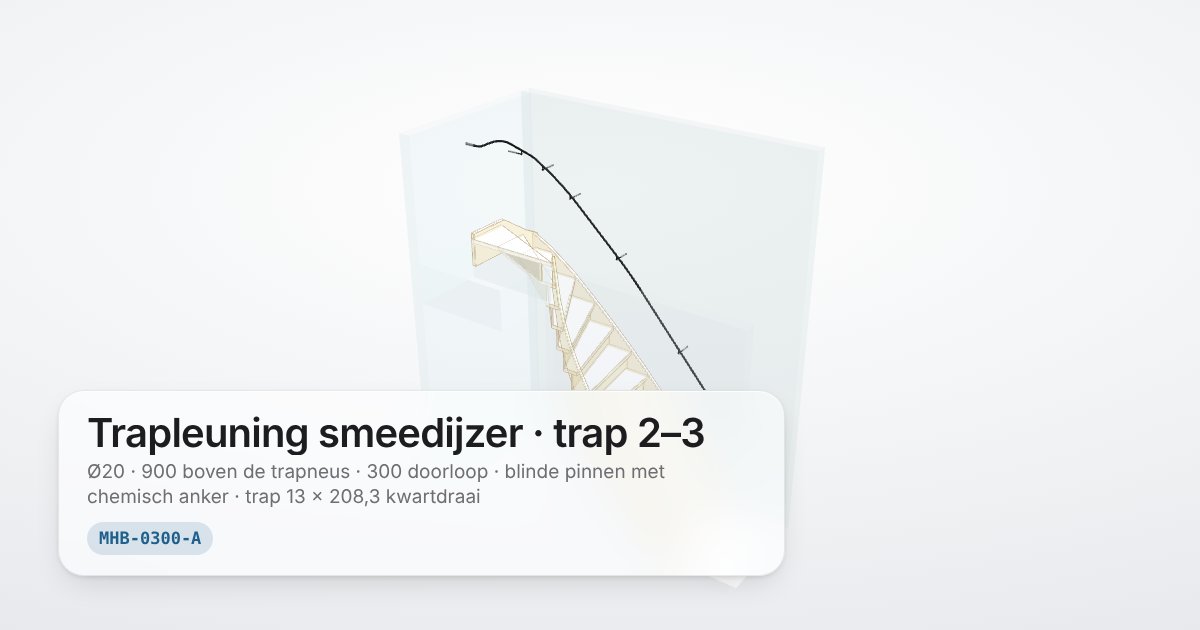 Trapleuning smeedijzer · trap 2–3
Ø20 · 900 boven de trapneus · 300 doorloop · blinde pinnen met
chemisch anker · trap 13 × 208,3 kwartdraai
MHB-0300-A